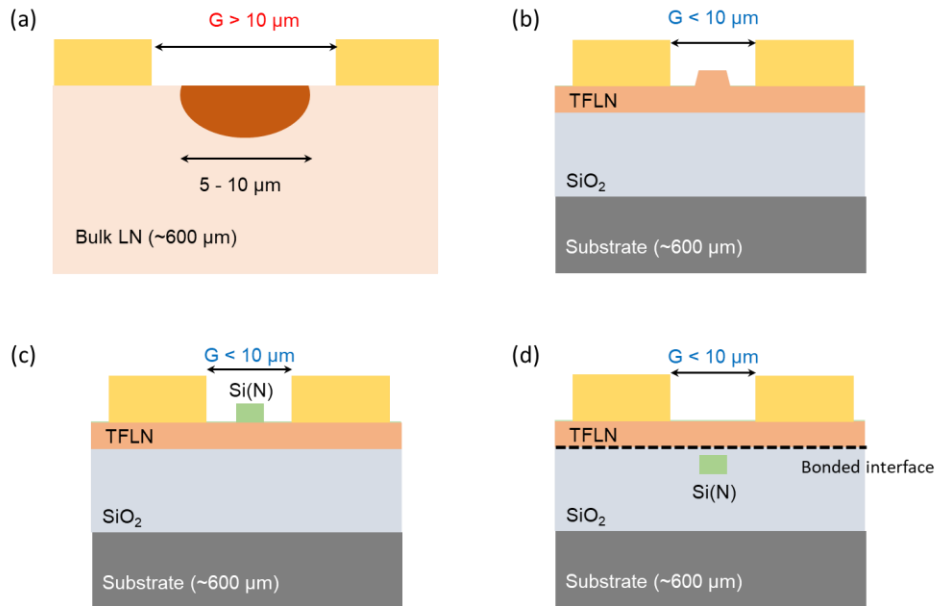 (a)
G > 10 µm
5 - 10 µm
Bulk LN (~600 µm)
(b)
G < 10 µm
TFLN
SiO₂
Substrate (~600 µm)
(c)
G < 10 µm
Si(N)
TFLN
SiO₂
Substrate (~600 µm)
(d)
G < 10 µm
TFLN
Bonded interface
Si(N)
SiO₂
Substrate (~600 µm)